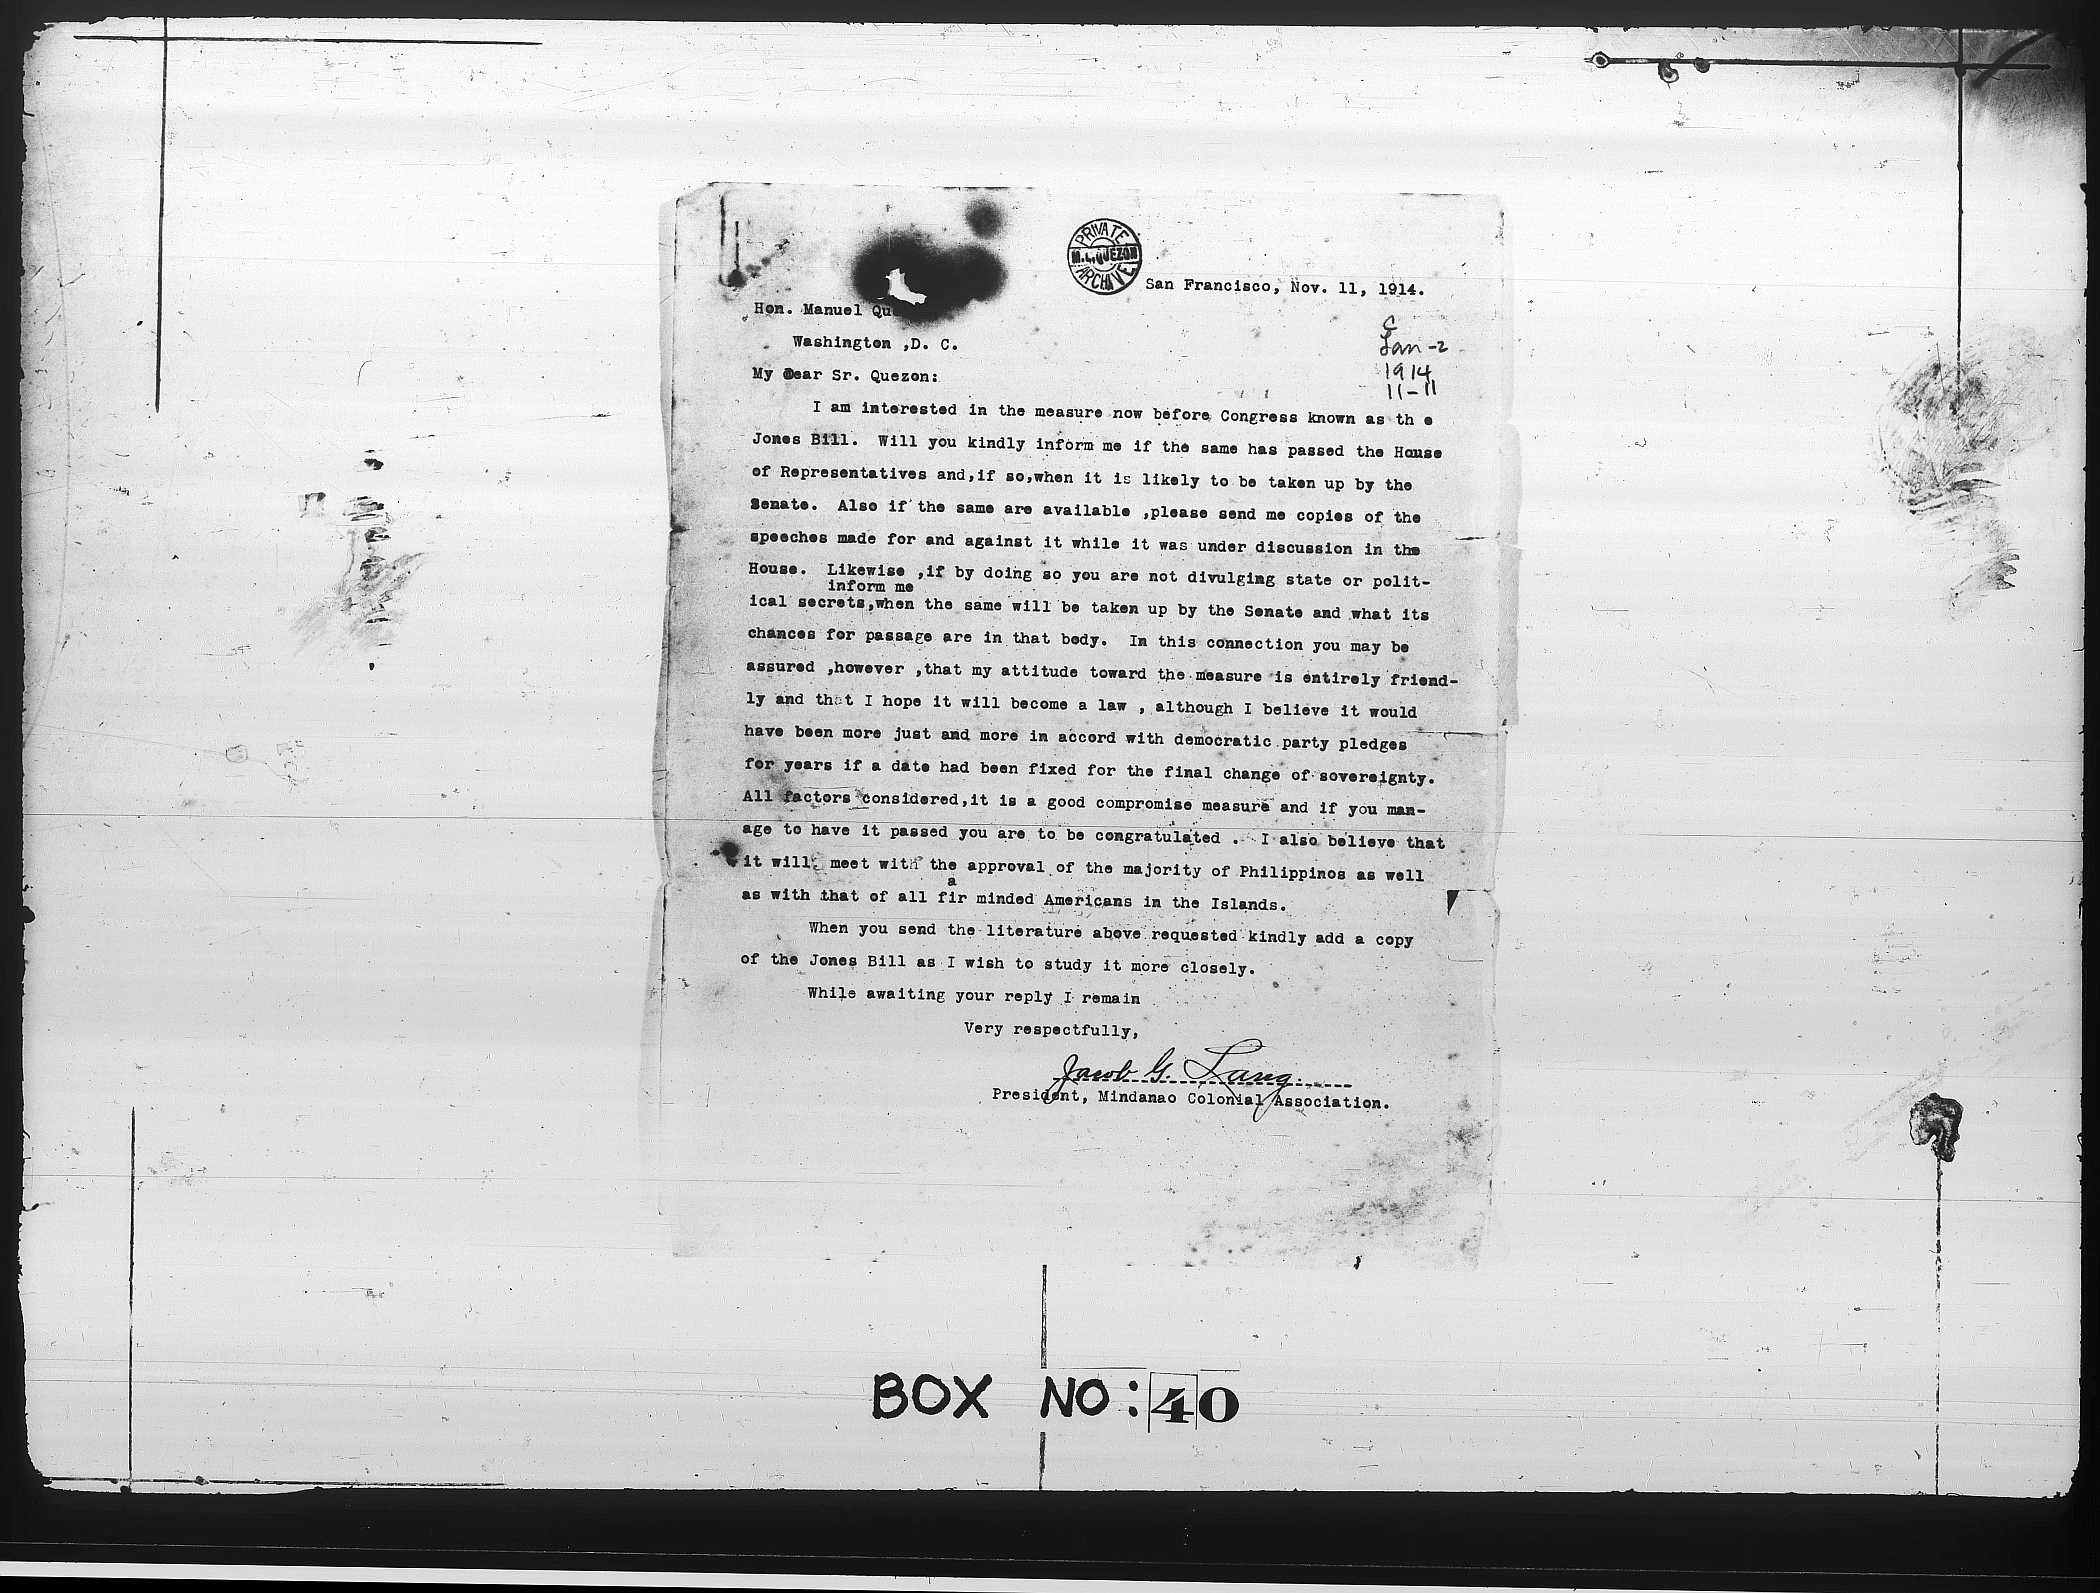 PRIVATE
M.L.QUEZON
ARCHIVE
San Francisco, Nov. 11, 1914.
Hon. Manuel
Washington ,D. C.
My Dear Sr. Quezon:
C
-2
1914
11-11
I am interested in the measure now before Congress known as th e
Jones Bill. Will you kindly inform me if the same has passed the House
of Representatives and,if so,when it is likely to be taken up by the
Senate. Also if the same are available ,please send me copies of the
speeches made for and against it while it was under discussion in the
House. Likewise ,if by doing so you are not divulging state or polit-
inform me
ical secrets,when the same will be taken up by the Senate and what its
chances for passage are in that body. In this connection you may be
assured ,however ,that my attitude toward the measure is entirely friend-
ly and that I hope it will become a law , although I believe it would
have been more just and more in accord with democratic party pledges
for years if a date had been fixed for the final change of sovereignty.
All factors considered,it is a good compromise measure and if you man-
age to have it passed you are to be congratulated . I also believe that
it will meet with the approval of the majority of Philippinos as well
a
as with that of all fir minded Americans in the Islands.
When you send the literature above requested kindly add a copy
of the Jones Bill as I wish to study it more closely.
While awaiting your reply I remain
Very respectfully,
Jacob G. Lang
President, Mindanao Colonial Association.
BOX NO: 40